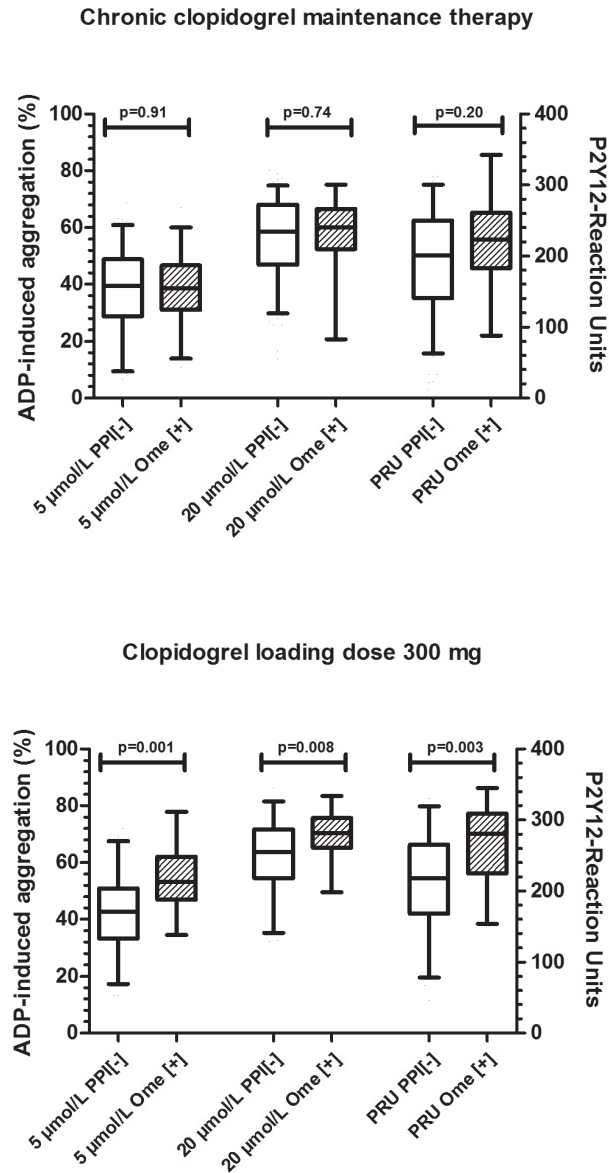 Chronic clopidogrel maintenance therapy
p=0.91
p=0.74
p=0.20
ADP-induced aggregation (%)
100
80
60
40
20
0
400
300
200
100
0
P2Y12-Reaction Units
5 µmol/L PPI[-]
5 µmol/L Ome [+]
20 µmol/L PPI[-]
20 µmol/L Ome [+]
PRU PPI[-]
PRU Ome [+]
Clopidogrel loading dose 300 mg
p=0.001
p=0.008
p=0.003
ADP-induced aggregation (%)
100
80
60
40
20
0
400
300
200
100
0
P2Y12-Reaction Units
5 µmol/L PPI[-]
5 µmol/L Ome [+]
20 µmol/L PPI[-]
20 µmol/L Ome [+]
PRU PPI[-]
PRU Ome [+]